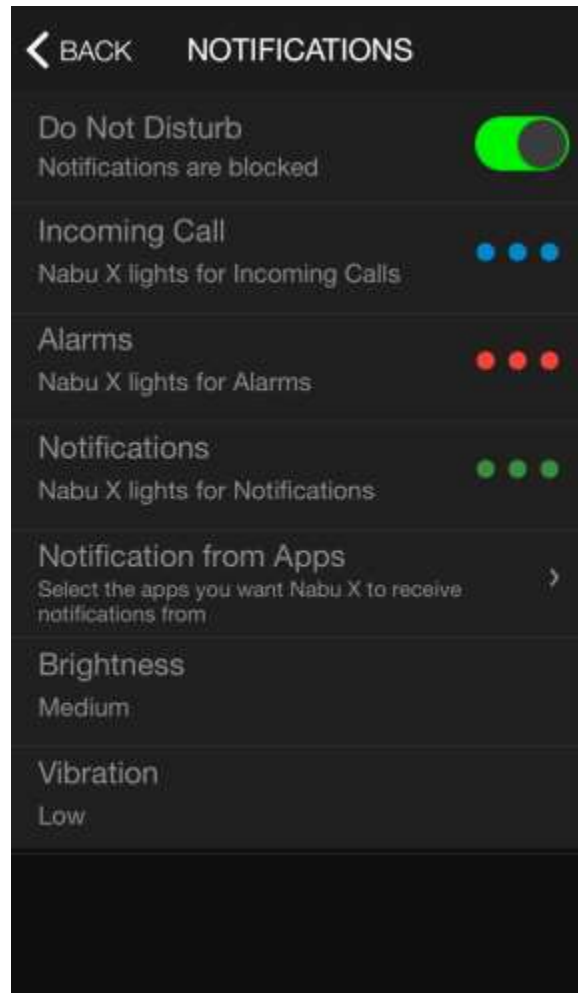 BACK NOTIFICATIONS
Do Not Disturb
Notifications are blocked
Incoming Call
Nabu X lights for Incoming Calls
Alarms
Nabu X lights for Alarms
Notifications
Nabu X lights for Notifications
Notification from Apps
Select the apps you want Nabu X to receive
notifications from
Brightness
Medium
Vibration
Low